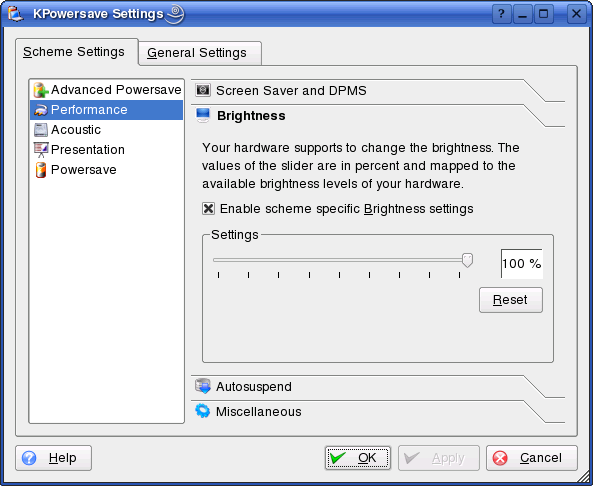 KPowersave Settings
Scheme Settings
General Settings
Advanced Powersave
Performance
Acoustic
Presentation
Powersave
Screen Saver and DPMS
Brightness
Your hardware supports to change the brightness. The
values of the slider are in percent and mapped to the
available brightness levels of your hardware.
Enable scheme specific Brightness settings
Settings
100 %
Reset
Autosuspend
Miscellaneous
Help
OK
Apply
Cancel